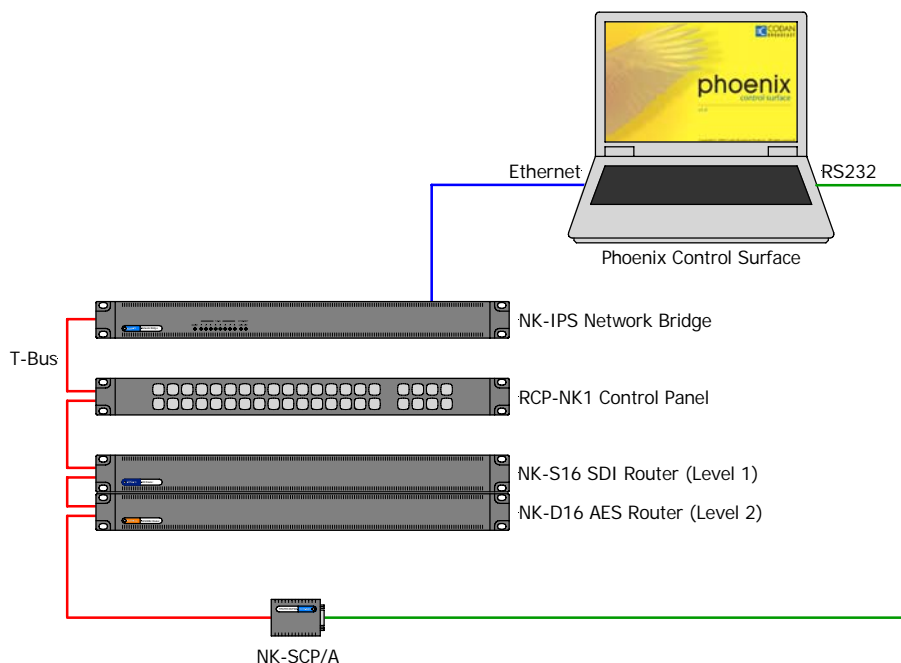 CODAN
BROADCAST
phoenix
control surface
Ethernet
RS232
Phoenix Control Surface
NK-IPS Network Bridge
T-Bus
RCP-NK1 Control Panel
NK-S16 SDI Router (Level 1)
NK-D16 AES Router (Level 2)
NK-SCP/A